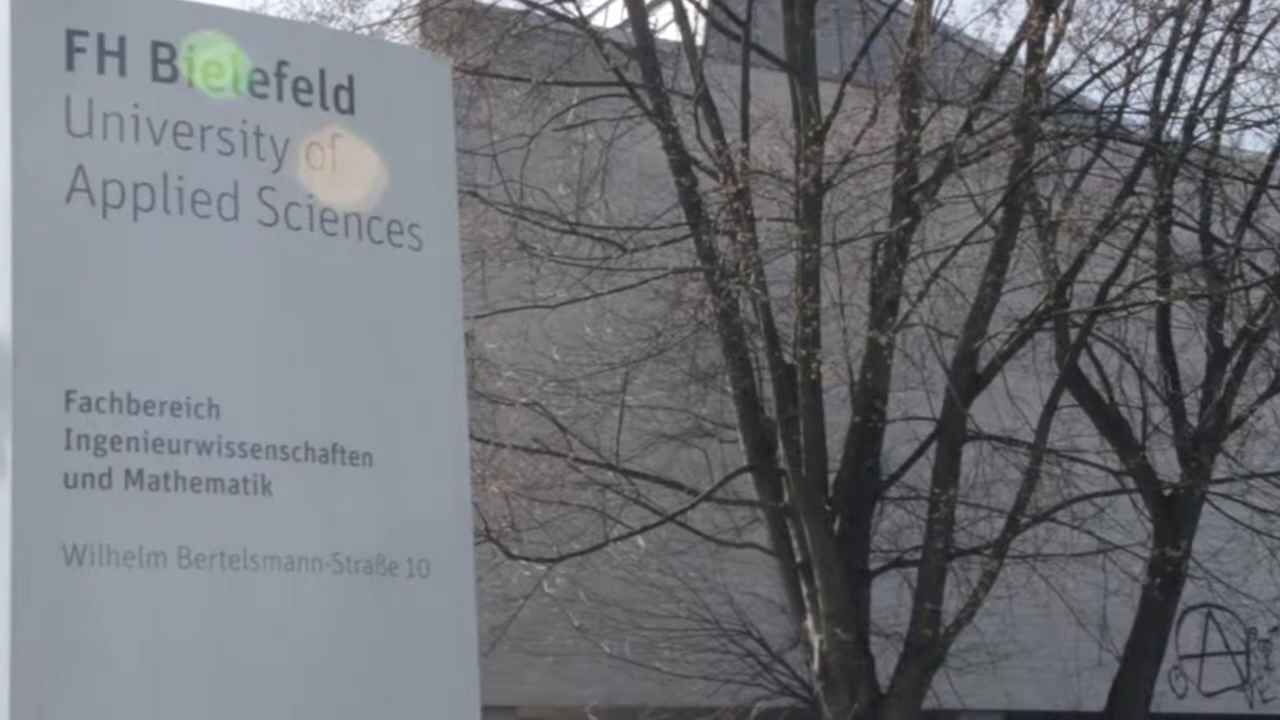 FH Bielefeld
University of
Applied Sciences
Fachbereich
Ingenieurwissenschaften
und Mathematik
Wilhelm Bertelsmann-Straße 10